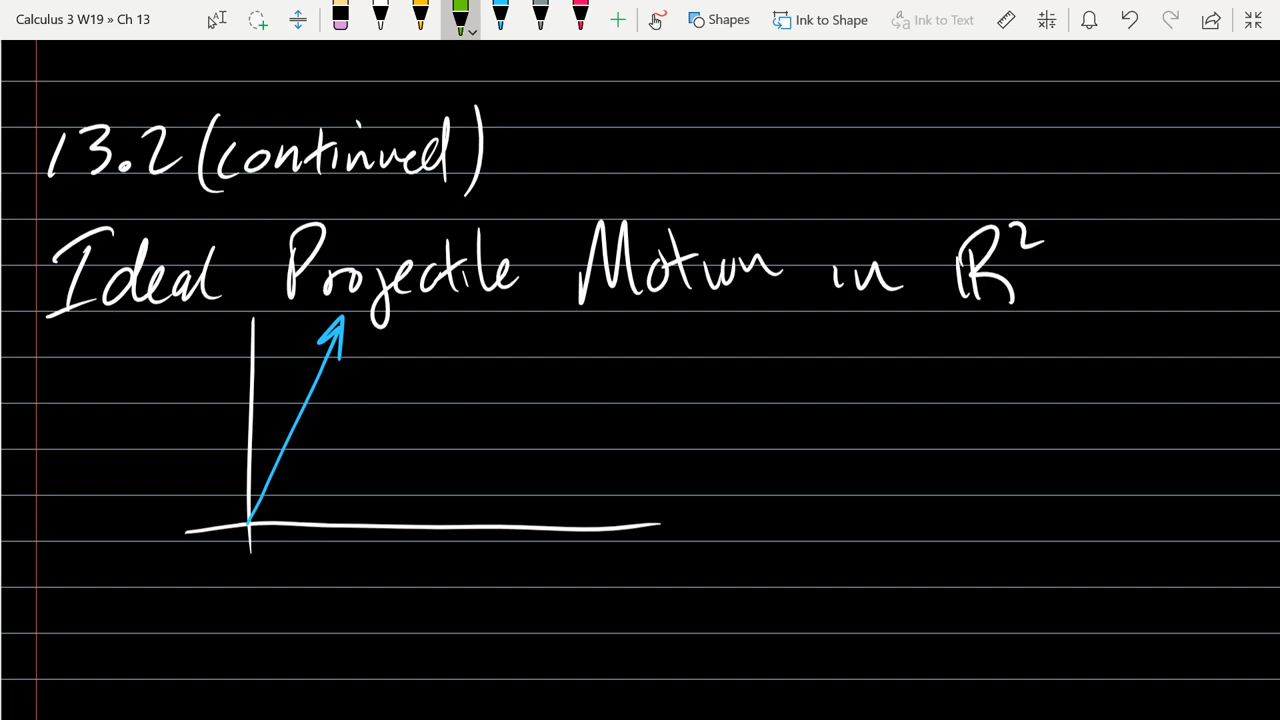 Calculus 3 W19 » Ch 13
Shapes
Ink to Shape
Ink to Text
13.2 (continued)
Ideal Projectile Motion in ℝ²